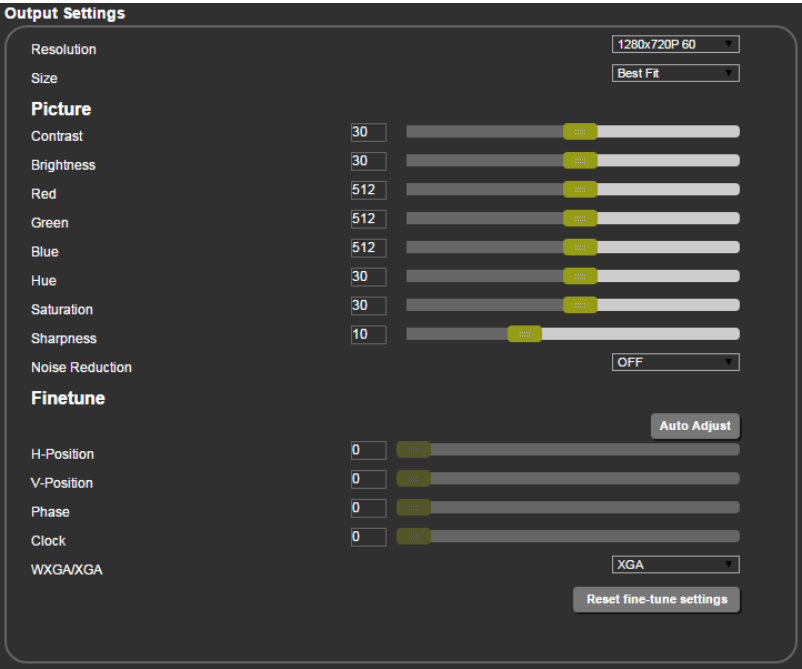 Output Settings
Resolution 1280x720P 60
Size Best Fit
Picture
Contrast 30
Brightness 30
Red 512
Green 512
Blue 512
Hue 30
Saturation 30
Sharpness 10
Noise Reduction OFF
Finetune
Auto Adjust
H-Position 0
V-Position 0
Phase 0
Clock 0
WXGA/XGA XGA
Reset fine-tune settings